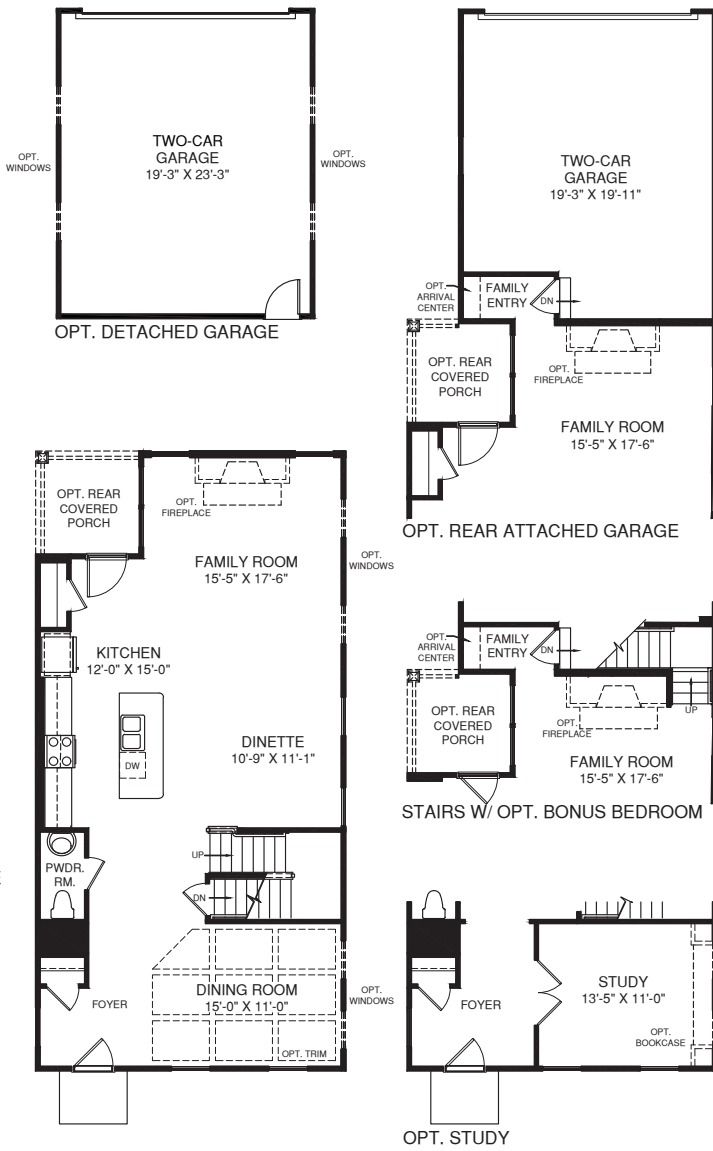 OPT.
WINDOWS
TWO-CAR
GARAGE
19'-3" X 23'-3"
OPT.
WINDOWS
OPT. DETACHED GARAGE
TWO-CAR
GARAGE
19'-3" X 19'-11"
OPT.
ARRIVAL
CENTER
FAMILY
ENTRY
DN
OPT. REAR
COVERED
PORCH
OPT.
FIREPLACE
FAMILY ROOM
15'-5" X 17'-6"
OPT. REAR ATTACHED GARAGE
OPT. REAR
COVERED
PORCH
OPT.
FIREPLACE
FAMILY ROOM
15'-5" X 17'-6"
OPT.
WINDOWS
KITCHEN
12'-0" X 15'-0"
DW
DINETTE
10'-9" X 11'-1"
UP
PWDR.
RM.
DN
DINING ROOM
15'-0" X 11'-0"
OPT.
WINDOWS
FOYER
OPT. TRIM
OPT.
ARRIVAL
CENTER
FAMILY
ENTRY
DN
OPT. REAR
COVERED
PORCH
OPT.
FIREPLACE
UP
FAMILY ROOM
15'-5" X 17'-6"
STAIRS W/ OPT. BONUS BEDROOM
STUDY
13'-5" X 11'-0"
FOYER
OPT.
BOOKCASE
OPT. STUDY